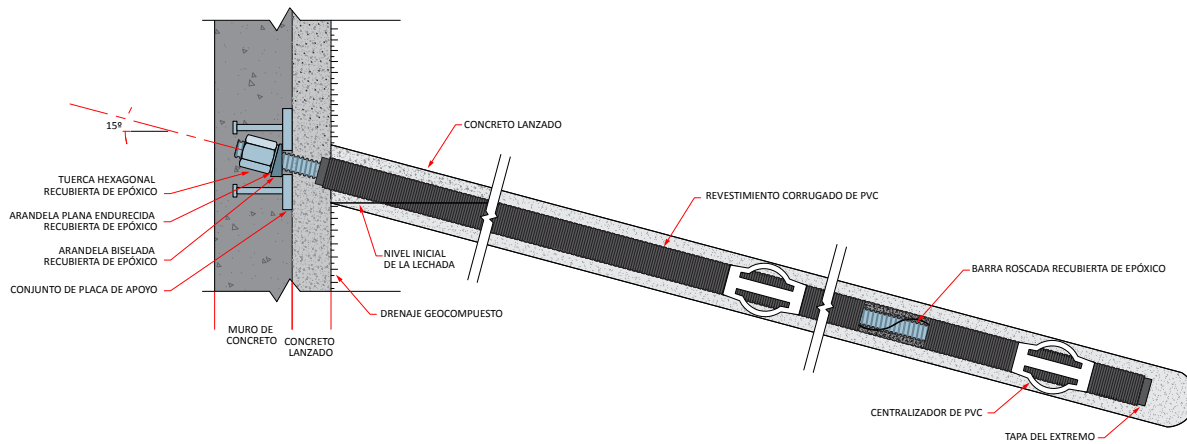 15º
CONCRETO LANZADO
TUERCA HEXAGONAL
RECUBIERTA DE EPÓXICO
REVESTIMIENTO CORRUGADO DE PVC
ARANDELA PLANA ENDURECIDA
RECUBIERTA DE EPÓXICO
ARANDELA BISELADA
RECUBIERTA DE EPÓXICO
NIVEL INICIAL
DE LA LECHADA
BARRA ROSCADA RECUBIERTA DE EPÓXICO
CONJUNTO DE PLACA DE APOYO
DRENAJE GEOCOMPUESTO
MURO DE
CONCRETO
CONCRETO
LANZADO
CENTRALIZADOR DE PVC
TAPA DEL EXTREMO